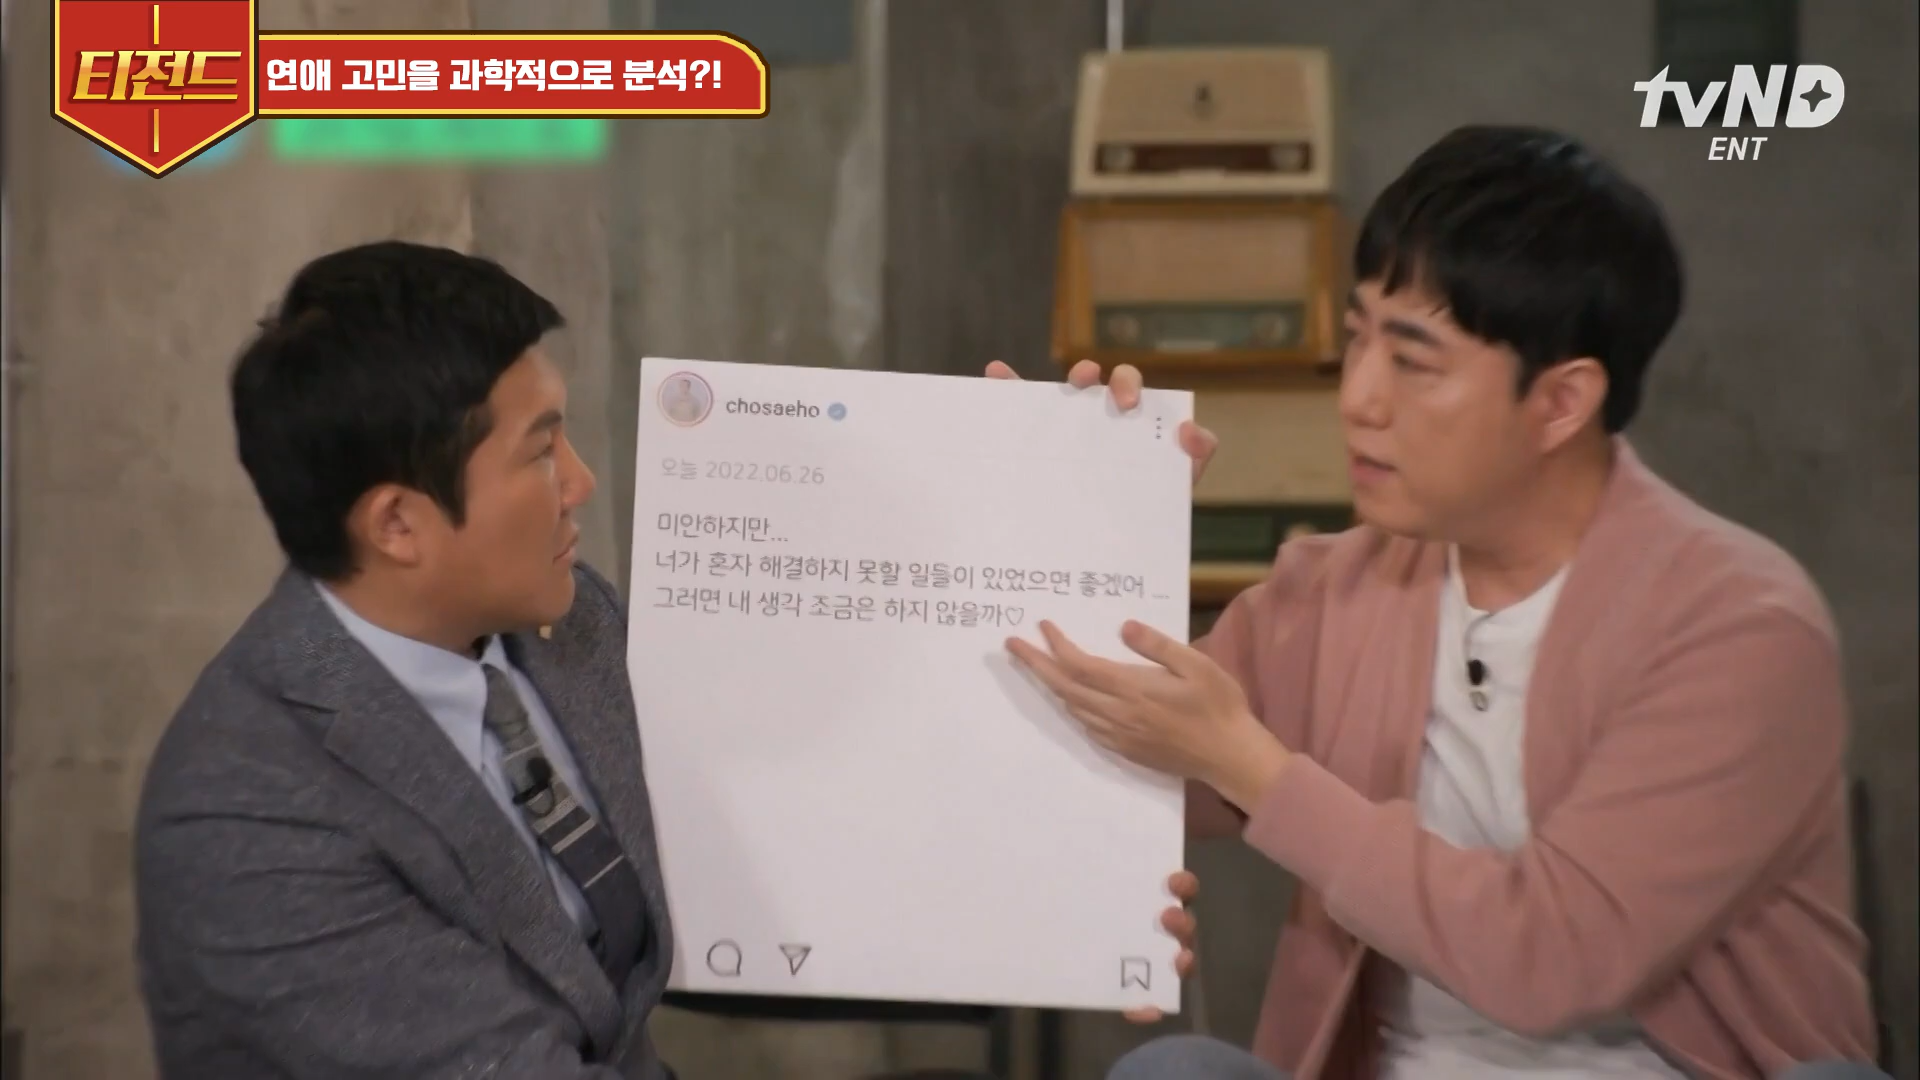 티전드
연애 고민을 과학적으로 분석?!
tvND
ENT
chosaeho
오늘 2022.06.26
미안하지만...
너가 혼자 해결하지 못할 일들이 있었으면 좋겠어 ...
그러면 내 생각 조금은 하지 않을까♡